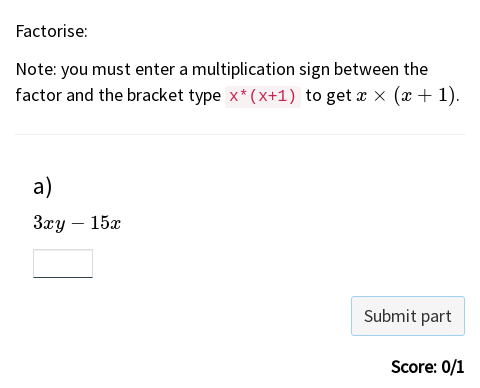 Factorise:
Note: you must enter a multiplication sign between the
factor and the bracket type x*(x+1) to get x × (x + 1).
a)
3xy − 15x
Submit part
Score: 0/1